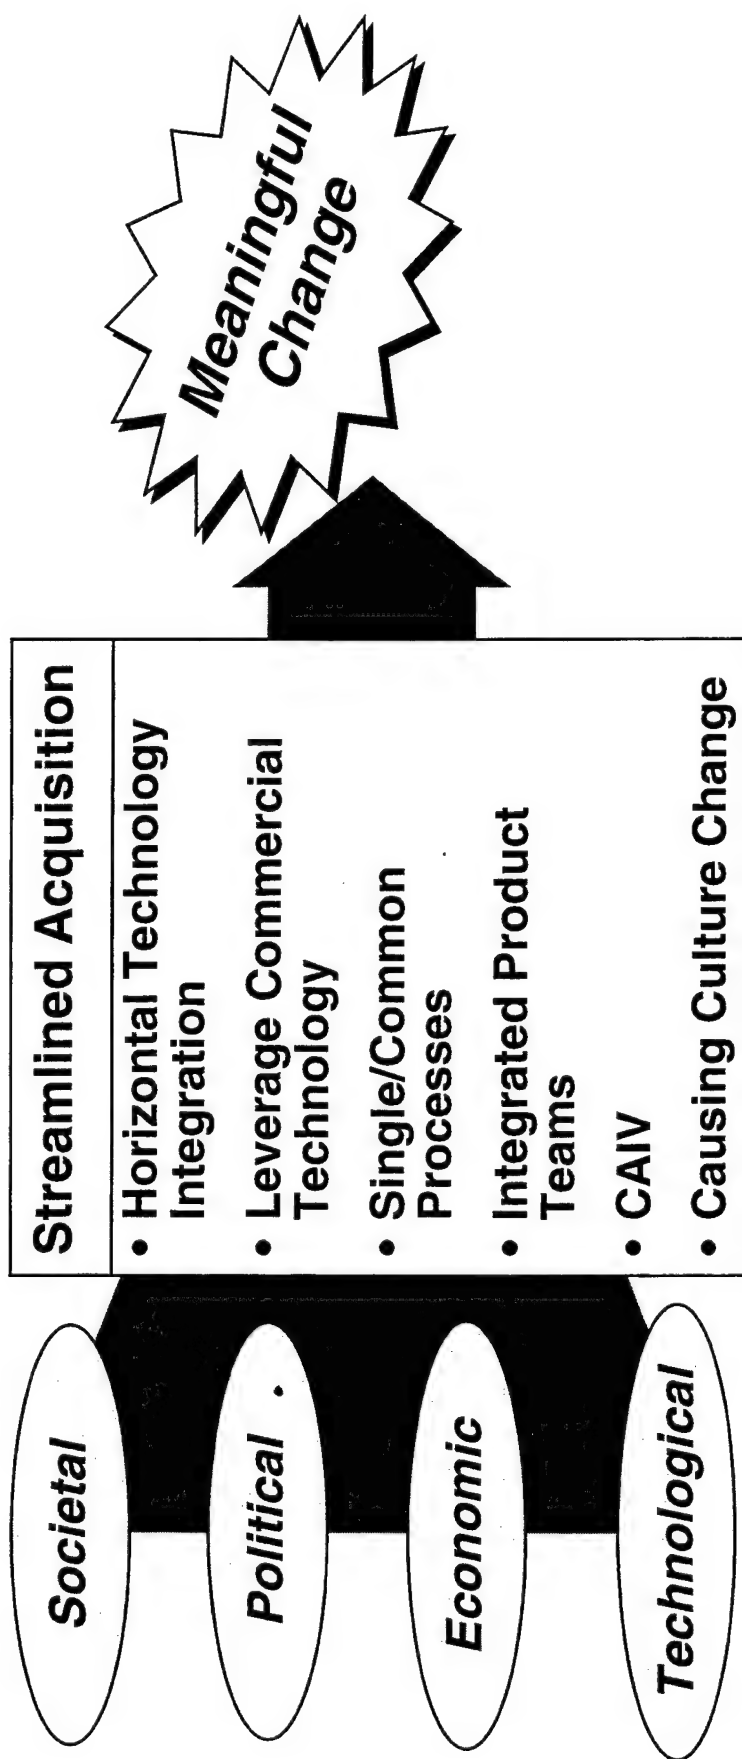 Societal
Political
Economic
Technological
Streamlined Acquisition
• Horizontal Technology
Integration
• Leverage Commercial
Technology
• Single/Common
Processes
• Integrated Product
Teams
• CAIV
• Causing Culture Change
Meaningful
Change